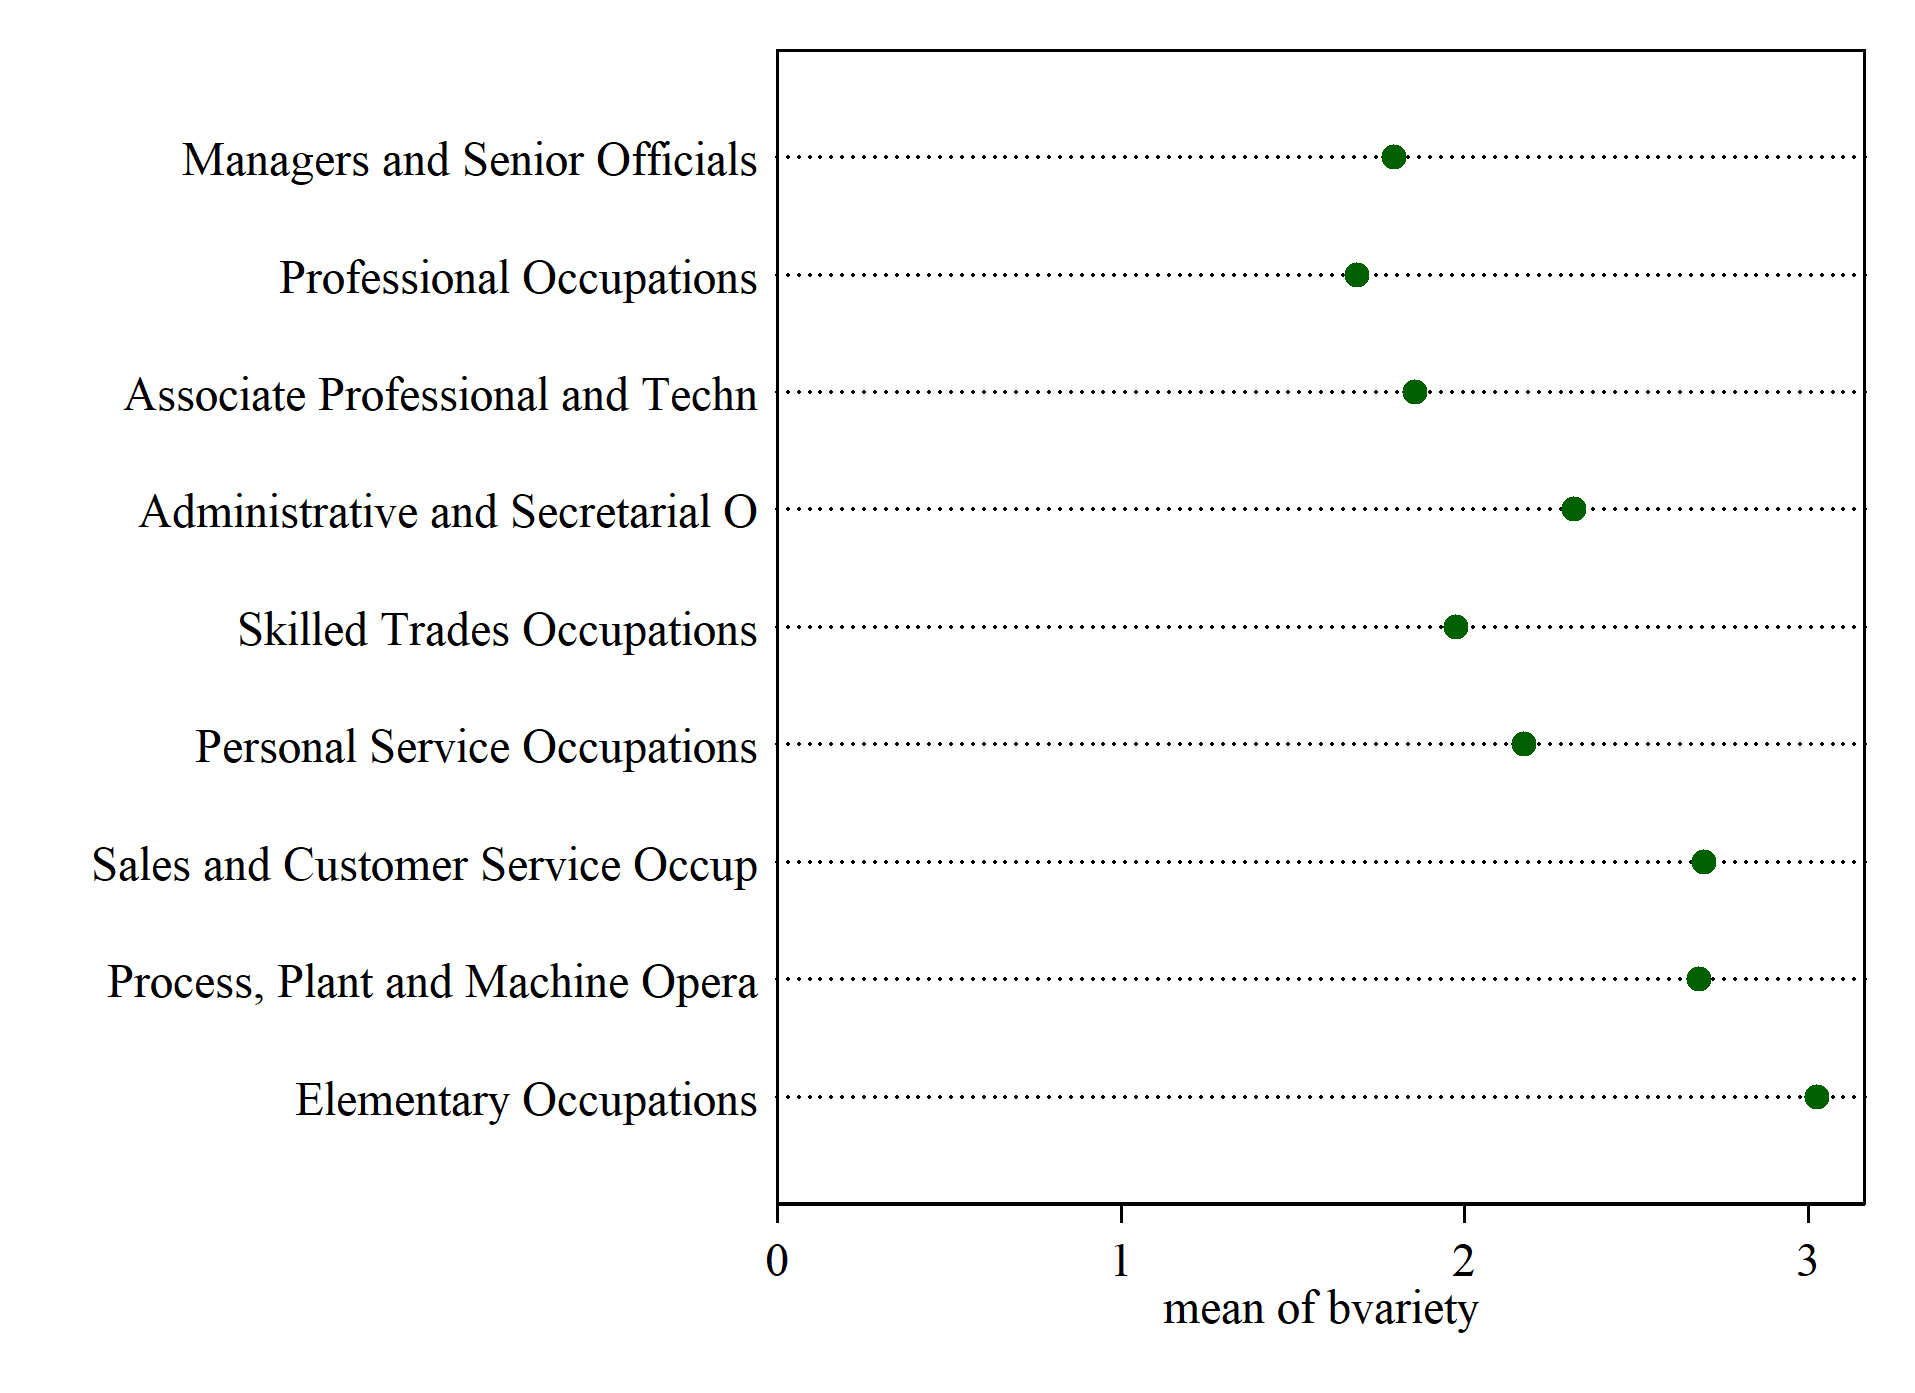 Managers and Senior Officials
Professional Occupations
Associate Professional and Techn
Administrative and Secretarial O
Skilled Trades Occupations
Personal Service Occupations
Sales and Customer Service Occup
Process, Plant and Machine Opera
Elementary Occupations
0 1 2 3
mean of bvariety